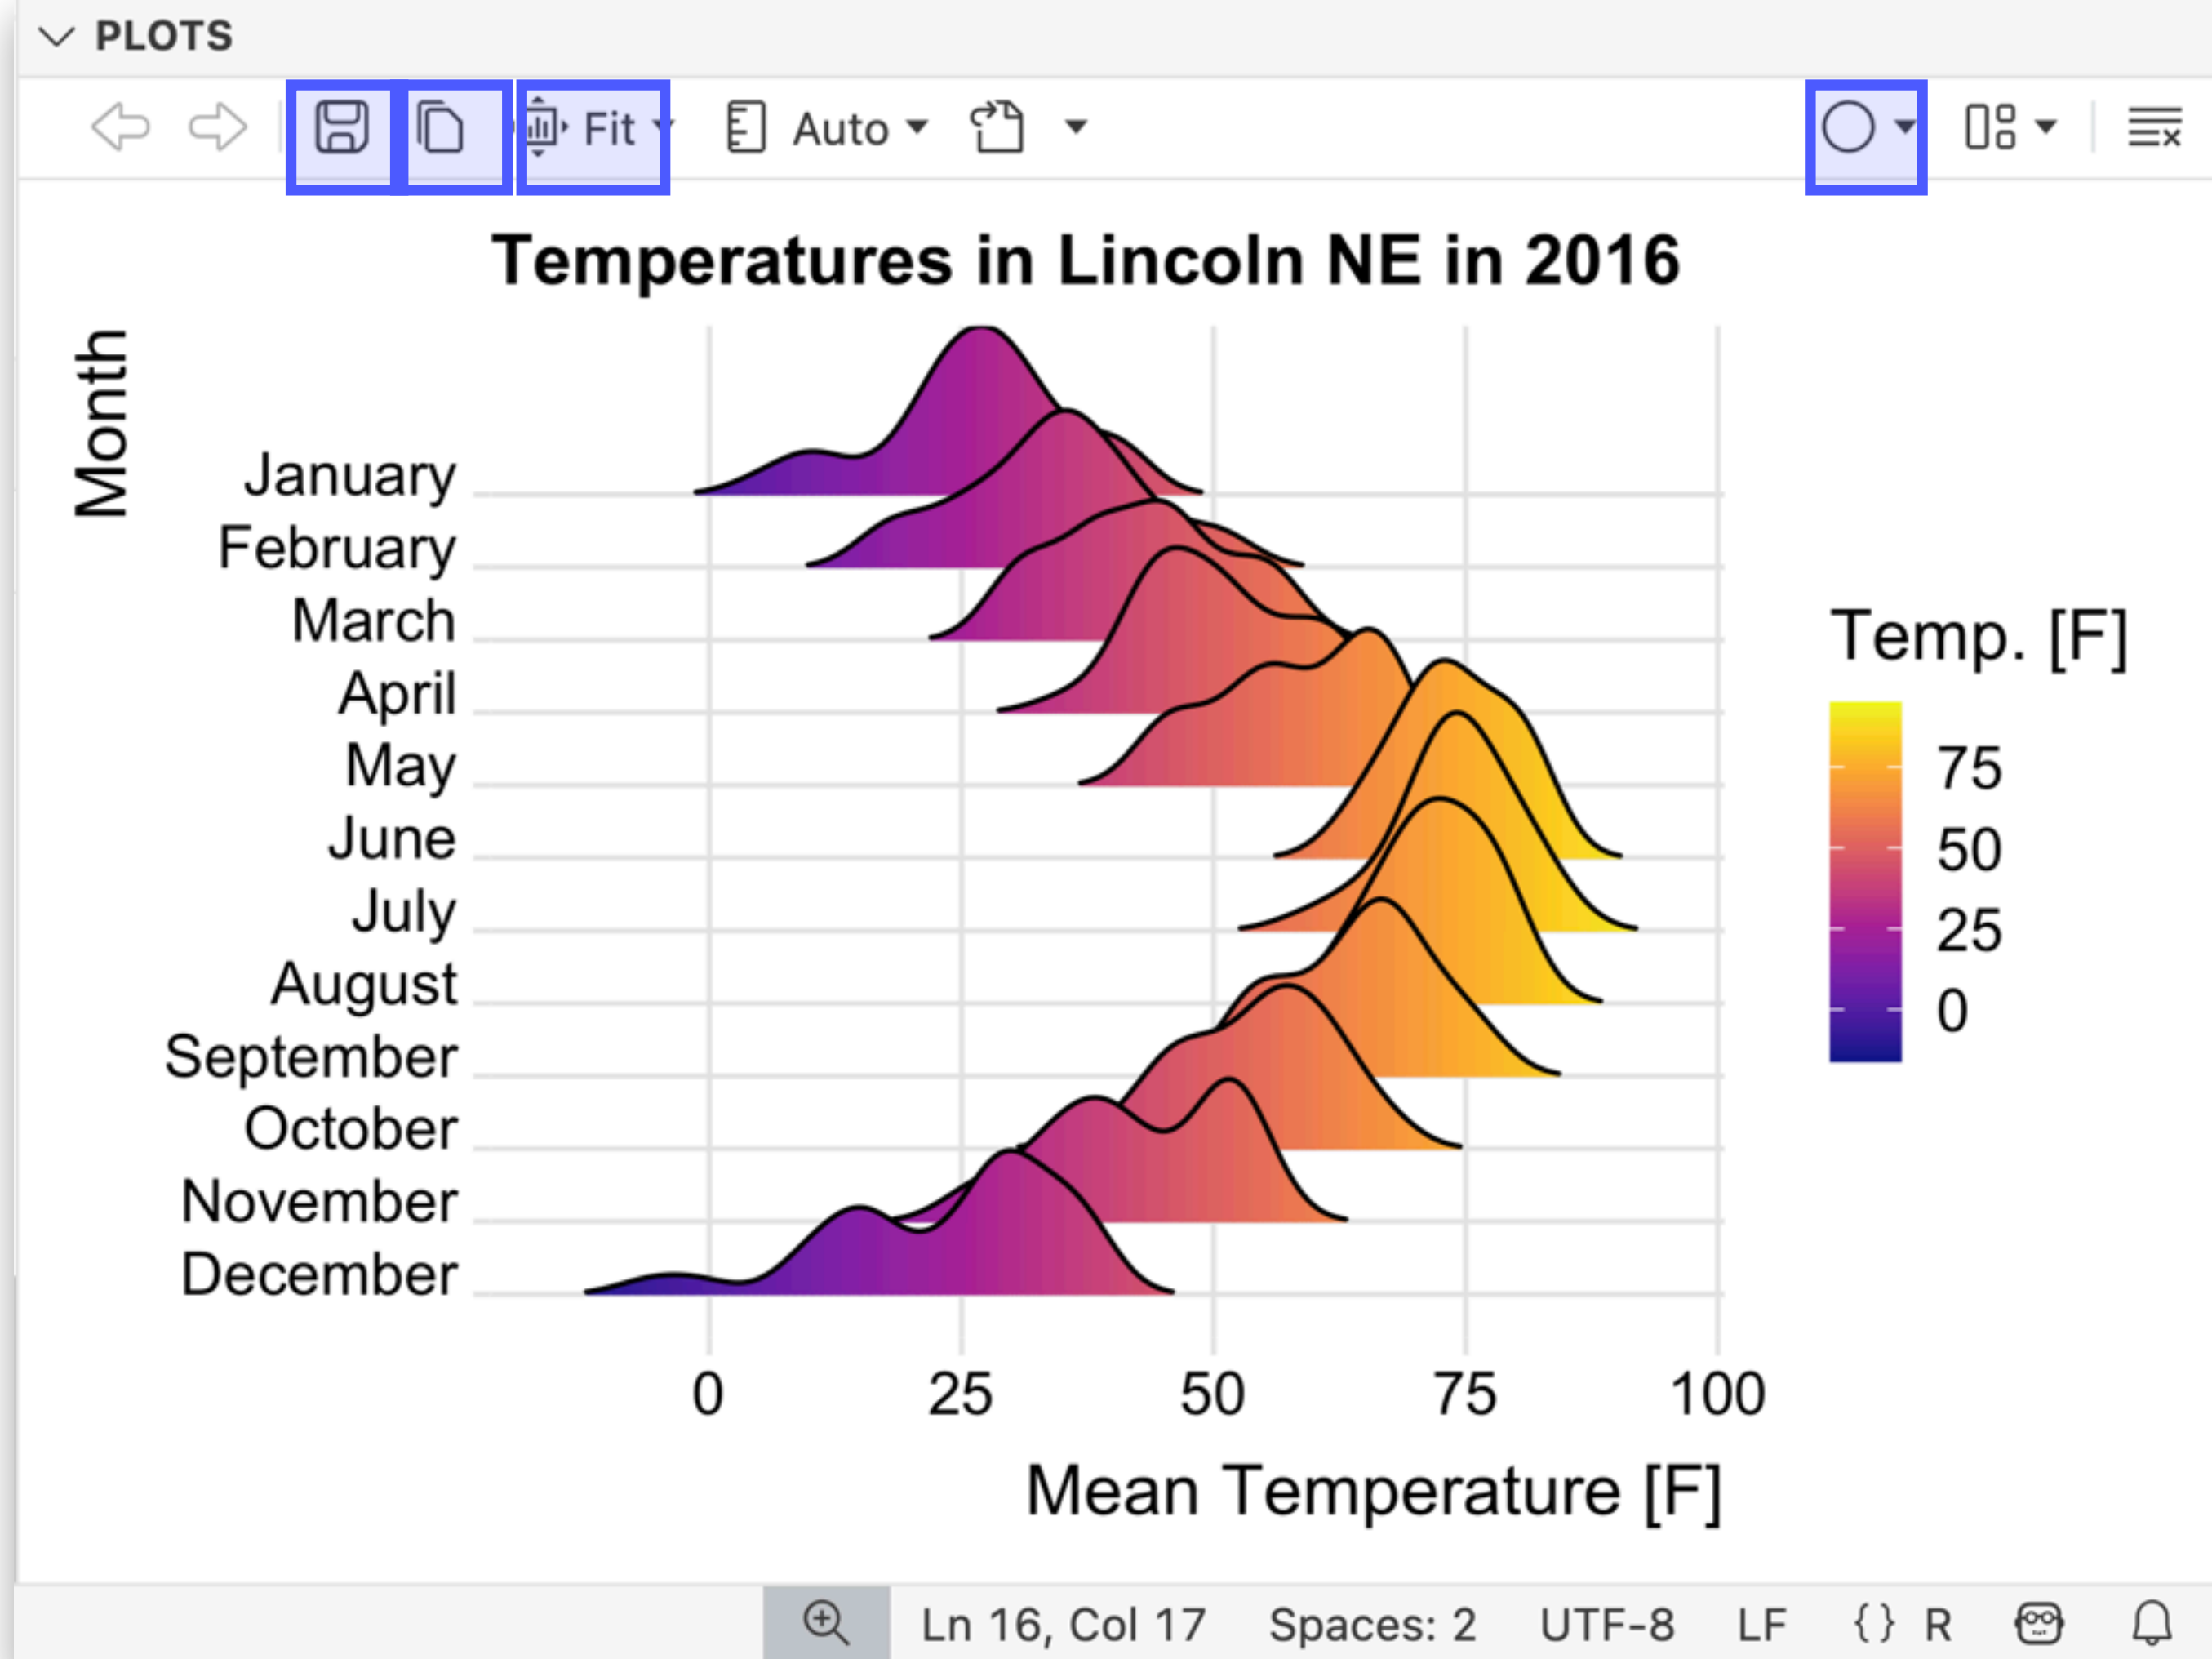 PLOTS
Fit
Auto
Temperatures in Lincoln NE in 2016
Month
January
February
March
April
May
June
July
August
September
October
November
December
0 25 50 75 100
Mean Temperature [F]
Temp. [F]
75
50
25
0
Ln 16, Col 17 Spaces: 2 UTF-8 LF {} R